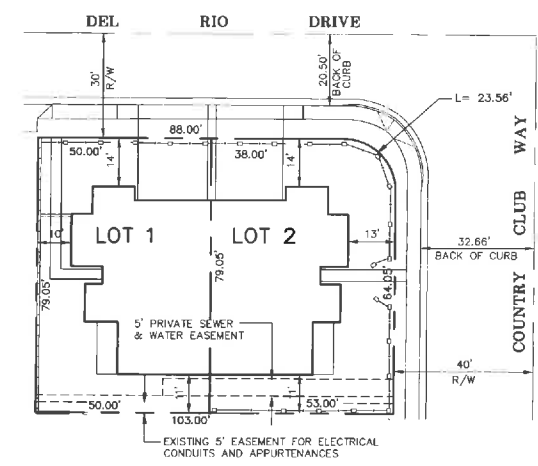 DEL RIO DRIVE
30'
R/W
20.50'
BACK OF
CURB
L= 23.56'
88.00'
50.00'
38.00'
14'
14'
COUNTRY CLUB WAY
LOT 1
LOT 2
10'
13'
32.66'
BACK OF CURB
79.05'
79.05'
64.05'
5' PRIVATE SEWER
& WATER EASEMENT
40'
R/W
11'
11'
50.00'
53.00'
103.00'
EXISTING 5' EASEMENT FOR ELECTRICAL
CONDUITS AND APPURTENANCES